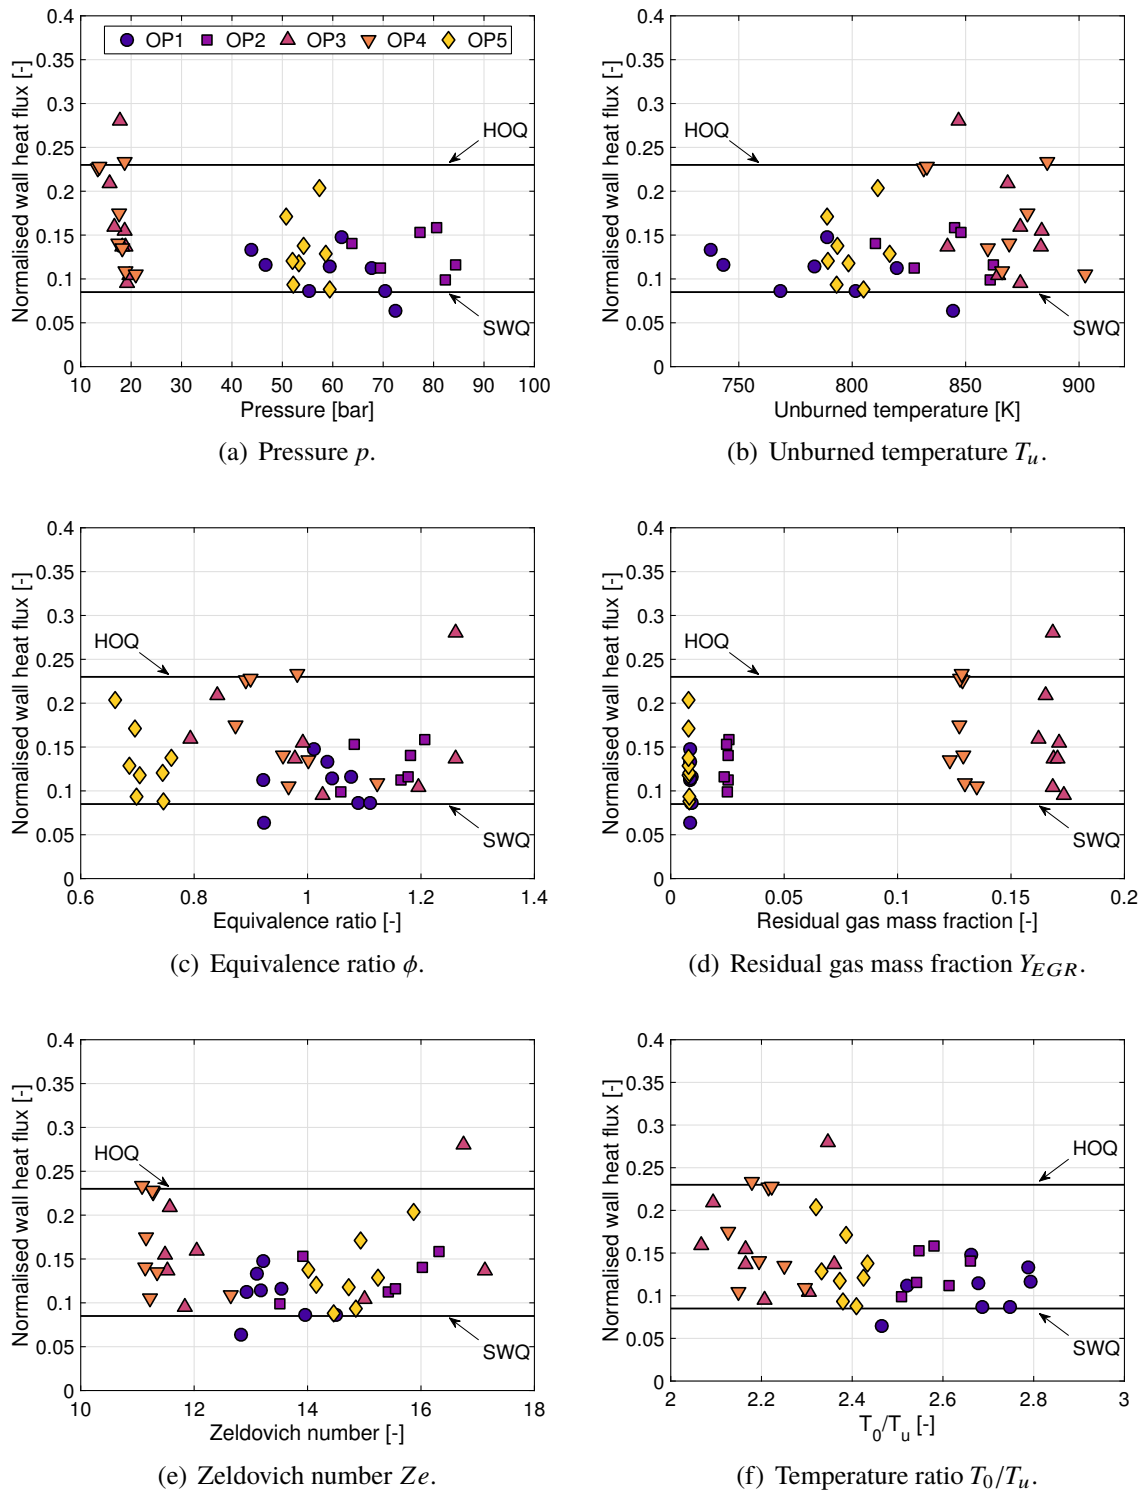 0.4
0.35
0.3
0.25
0.2
0.15
0.1
0.05
0
Normalised wall heat flux [-]
OP1 OP2 OP3 OP4 OP5
HOQ
SWQ
10 20 30 40 50 60 70 80 90 100
Pressure [bar]
(a) Pressure p.
0.4
0.35
0.3
0.25
0.2
0.15
0.1
0.05
0
Normalised wall heat flux [-]
HOQ
SWQ
750 800 850 900
Unburned temperature [K]
(b) Unburned temperature T_u.
0.4
0.35
0.3
0.25
0.2
0.15
0.1
0.05
0
Normalised wall heat flux [-]
HOQ
SWQ
0.6 0.8 1 1.2 1.4
Equivalence ratio [-]
(c) Equivalence ratio ϕ.
0.4
0.35
0.3
0.25
0.2
0.15
0.1
0.05
0
Normalised wall heat flux [-]
HOQ
SWQ
0 0.05 0.1 0.15 0.2
Residual gas mass fraction [-]
(d) Residual gas mass fraction Y_EGR.
0.4
0.35
0.3
0.25
0.2
0.15
0.1
0.05
0
Normalised wall heat flux [-]
HOQ
SWQ
10 12 14 16 18
Zeldovich number [-]
(e) Zeldovich number Ze.
0.4
0.35
0.3
0.25
0.2
0.15
0.1
0.05
0
Normalised wall heat flux [-]
HOQ
SWQ
2 2.2 2.4 2.6 2.8 3
T_0/T_u [-]
(f) Temperature ratio T_0/T_u.